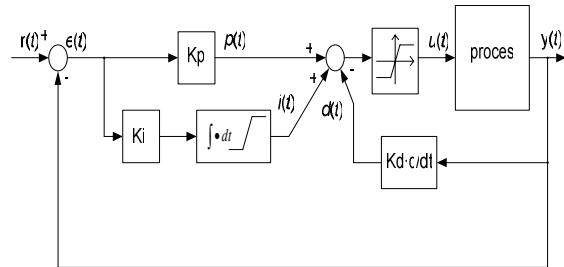 r(t) + ε(t) p(t) + u(t) y(t)
- Kp + - proces
i(t) d(t)
Ki ∫•dt Kd·d/dt